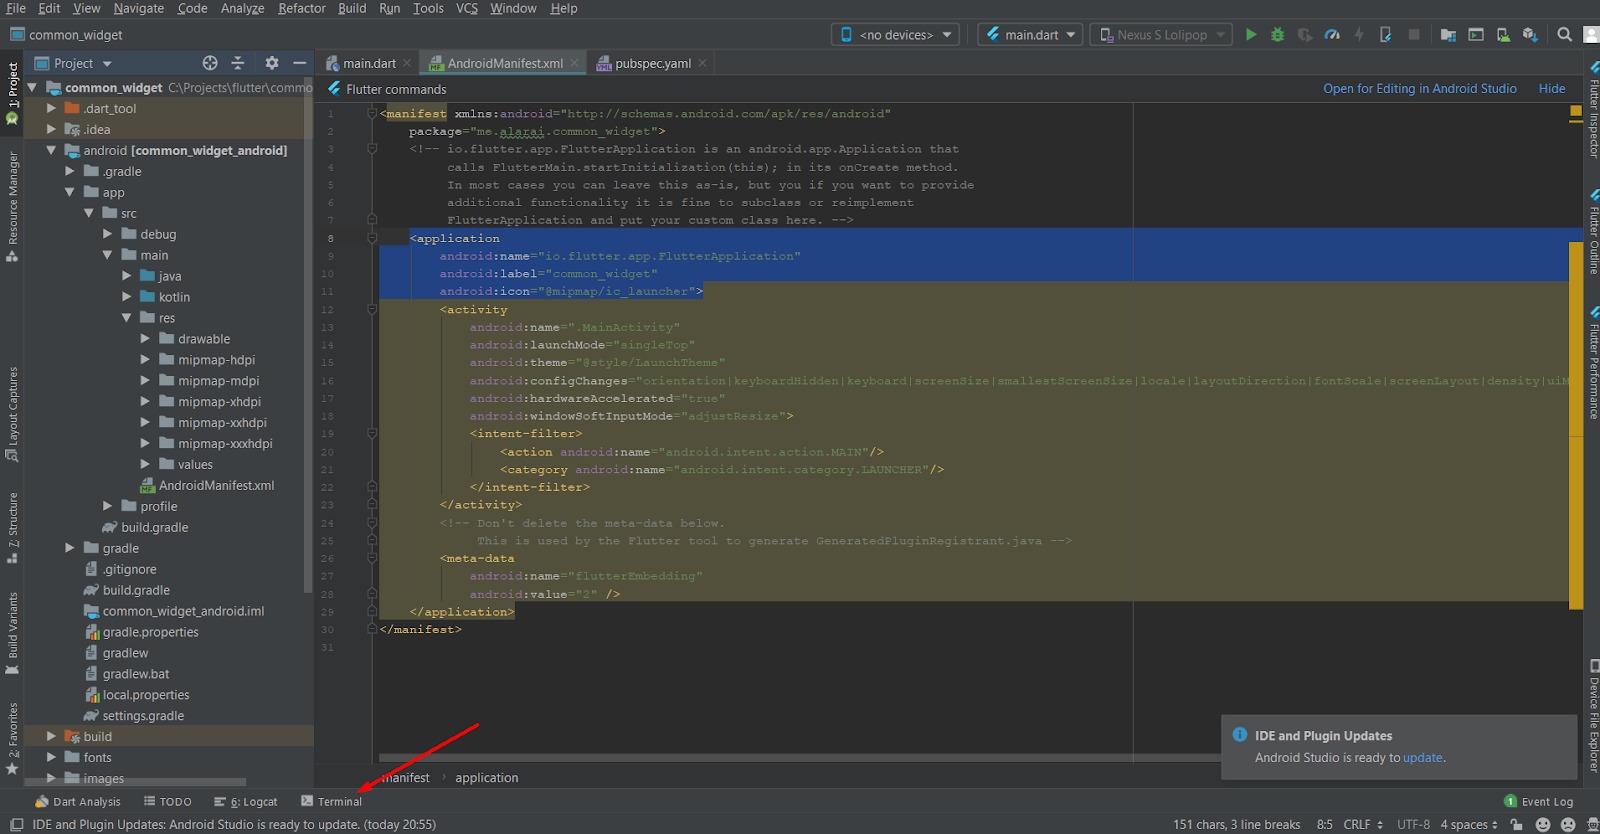 File Edit View Navigate Code Analyze Refactor Build Run Tools VCS Window Help
common_widget
<no devices>
main.dart
Nexus S Lolipop
Project
main.dart
AndroidManifest.xml
pubspec.yaml
Flutter commands
Open for Editing in Android Studio
Hide
1: Project
Resource Manager
Layout Captures
7: Structure
Build Variants
2: Favorites
common_widget C:\Projects\flutter\commo
.dart_tool
.idea
android [common_widget_android]
.gradle
app
src
debug
main
java
kotlin
res
drawable
mipmap-hdpi
mipmap-mdpi
mipmap-xhdpi
mipmap-xxhdpi
mipmap-xxxhdpi
values
AndroidManifest.xml
profile
build.gradle
gradle
.gitignore
build.gradle
common_widget_android.iml
gradle.properties
gradlew
gradlew.bat
local.properties
settings.gradle
build
fonts
images
1 <manifest xmlns:android="http://schemas.android.com/apk/res/android"
2 package="me.alarai.common_widget">
3 <!-- io.flutter.app.FlutterApplication is an android.app.Application that
4 calls FlutterMain.startInitialization(this); in its onCreate method.
5 In most cases you can leave this as-is, but you if you want to provide
6 additional functionality it is fine to subclass or reimplement
7 FlutterApplication and put your custom class here. -->
8 <application
9 android:name="io.flutter.app.FlutterApplication"
10 android:label="common_widget"
11 android:icon="@mipmap/ic_launcher">
12 <activity
13 android:name=".MainActivity"
14 android:launchMode="singleTop"
15 android:theme="@style/LaunchTheme"
16 android:configChanges="orientation|keyboardHidden|keyboard|screenSize|smallestScreenSize|locale|layoutDirection|fontScale|screenLayout|density|uiM
17 android:hardwareAccelerated="true"
18 android:windowSoftInputMode="adjustResize">
19 <intent-filter>
20 <action android:name="android.intent.action.MAIN"/>
21 <category android:name="android.intent.category.LAUNCHER"/>
22 </intent-filter>
23 </activity>
24 <!-- Don't delete the meta-data below.
25 This is used by the Flutter tool to generate GeneratedPluginRegistrant.java -->
26 <meta-data
27 android:name="flutterEmbedding"
28 android:value="2" />
29 </application>
30 </manifest>
31
Flutter Inspector
Flutter Outline
Flutter Performance
Device File Explorer
IDE and Plugin Updates
Android Studio is ready to update.
manifest › application
Dart Analysis
TODO
6: Logcat
Terminal
1 Event Log
IDE and Plugin Updates: Android Studio is ready to update. (today 20:55)
151 chars, 3 line breaks 8:5 CRLF UTF-8 4 spaces